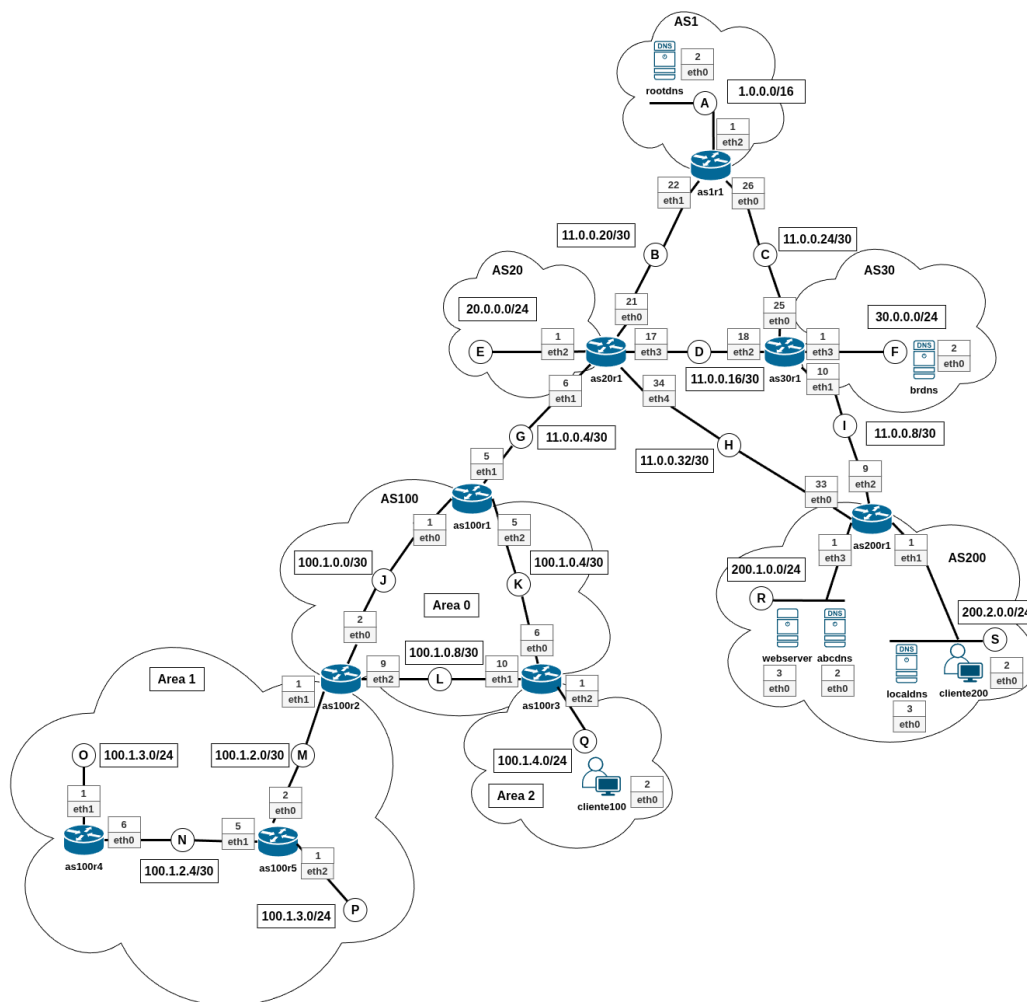 AS1
DNS
2
eth0
rootdns
A
1.0.0.0/16
1
eth2
as1r1
22
eth1
26
eth0
11.0.0.20/30
B
C
11.0.0.24/30
AS20
20.0.0.0/24
AS30
30.0.0.0/24
21
eth0
25
eth0
E
1
eth2
as20r1
17
eth3
D
18
eth2
11.0.0.16/30
as30r1
1
eth3
F
DNS
2
eth0
brdns
6
eth1
34
eth4
10
eth1
G
11.0.0.4/30
H
11.0.0.32/30
I
11.0.0.8/30
5
eth1
AS100
as100r1
33
eth0
9
eth2
as200r1
AS200
1
eth0
5
eth2
1
eth3
1
eth1
100.1.0.0/30
J
K
100.1.0.4/30
Area 0
200.1.0.0/24
R
200.2.0.0/24
S
DNS
webserver
abcdns
3
eth0
2
eth0
DNS
localdns
cliente200
2
eth0
3
eth0
2
eth0
6
eth0
100.1.0.8/30
Area 1
1
eth1
as100r2
9
eth2
L
10
eth1
as100r3
1
eth2
O
100.1.3.0/24
100.1.2.0/30
M
100.1.4.0/24
Q
Area 2
cliente100
2
eth0
1
eth1
2
eth0
as100r4
6
eth0
N
5
eth1
as100r5
100.1.2.4/30
1
eth2
100.1.3.0/24
P